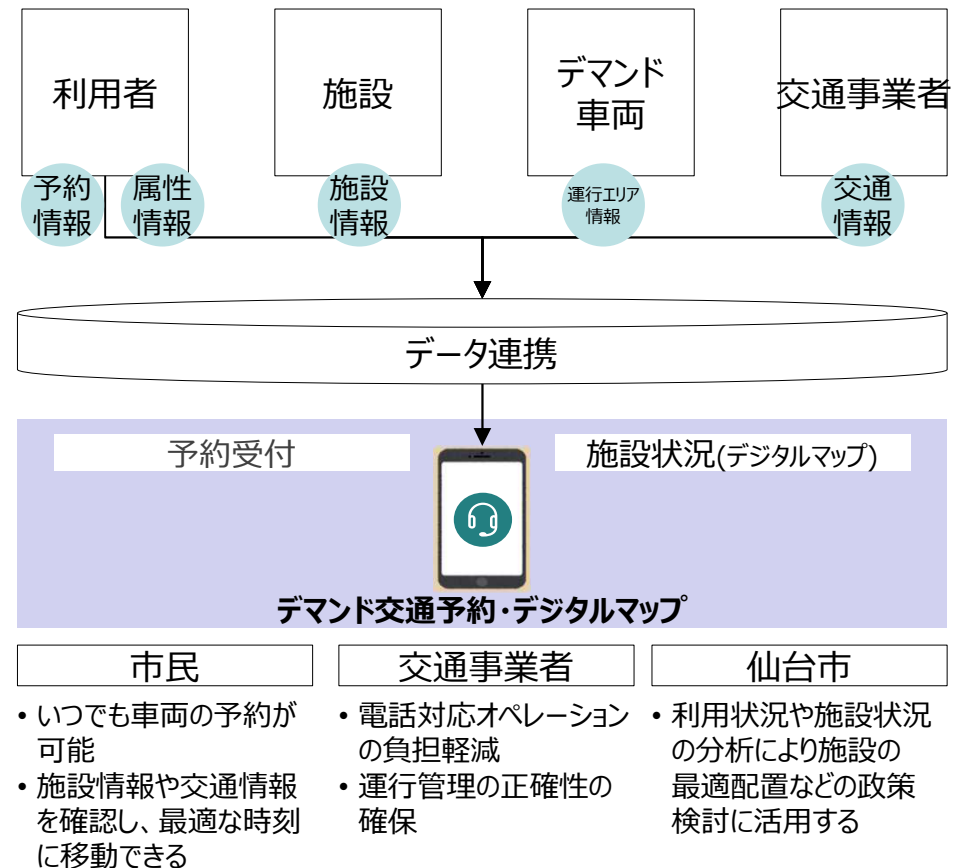 利用者
施設
デマンド
車両
交通事業者
予約
情報
属性
情報
施設
情報
運行エリア
情報
交通
情報
データ連携
予約受付
施設状況(デジタルマップ)
デマンド交通予約・デジタルマップ
市民
• いつでも車両の予約が
可能
• 施設情報や交通情報
を確認し、最適な時刻
に移動できる
交通事業者
• 電話対応オペレーション
の負担軽減
• 運行管理の正確性の
確保
仙台市
• 利用状況や施設状況
の分析により施設の
最適配置などの政策
検討に活用する